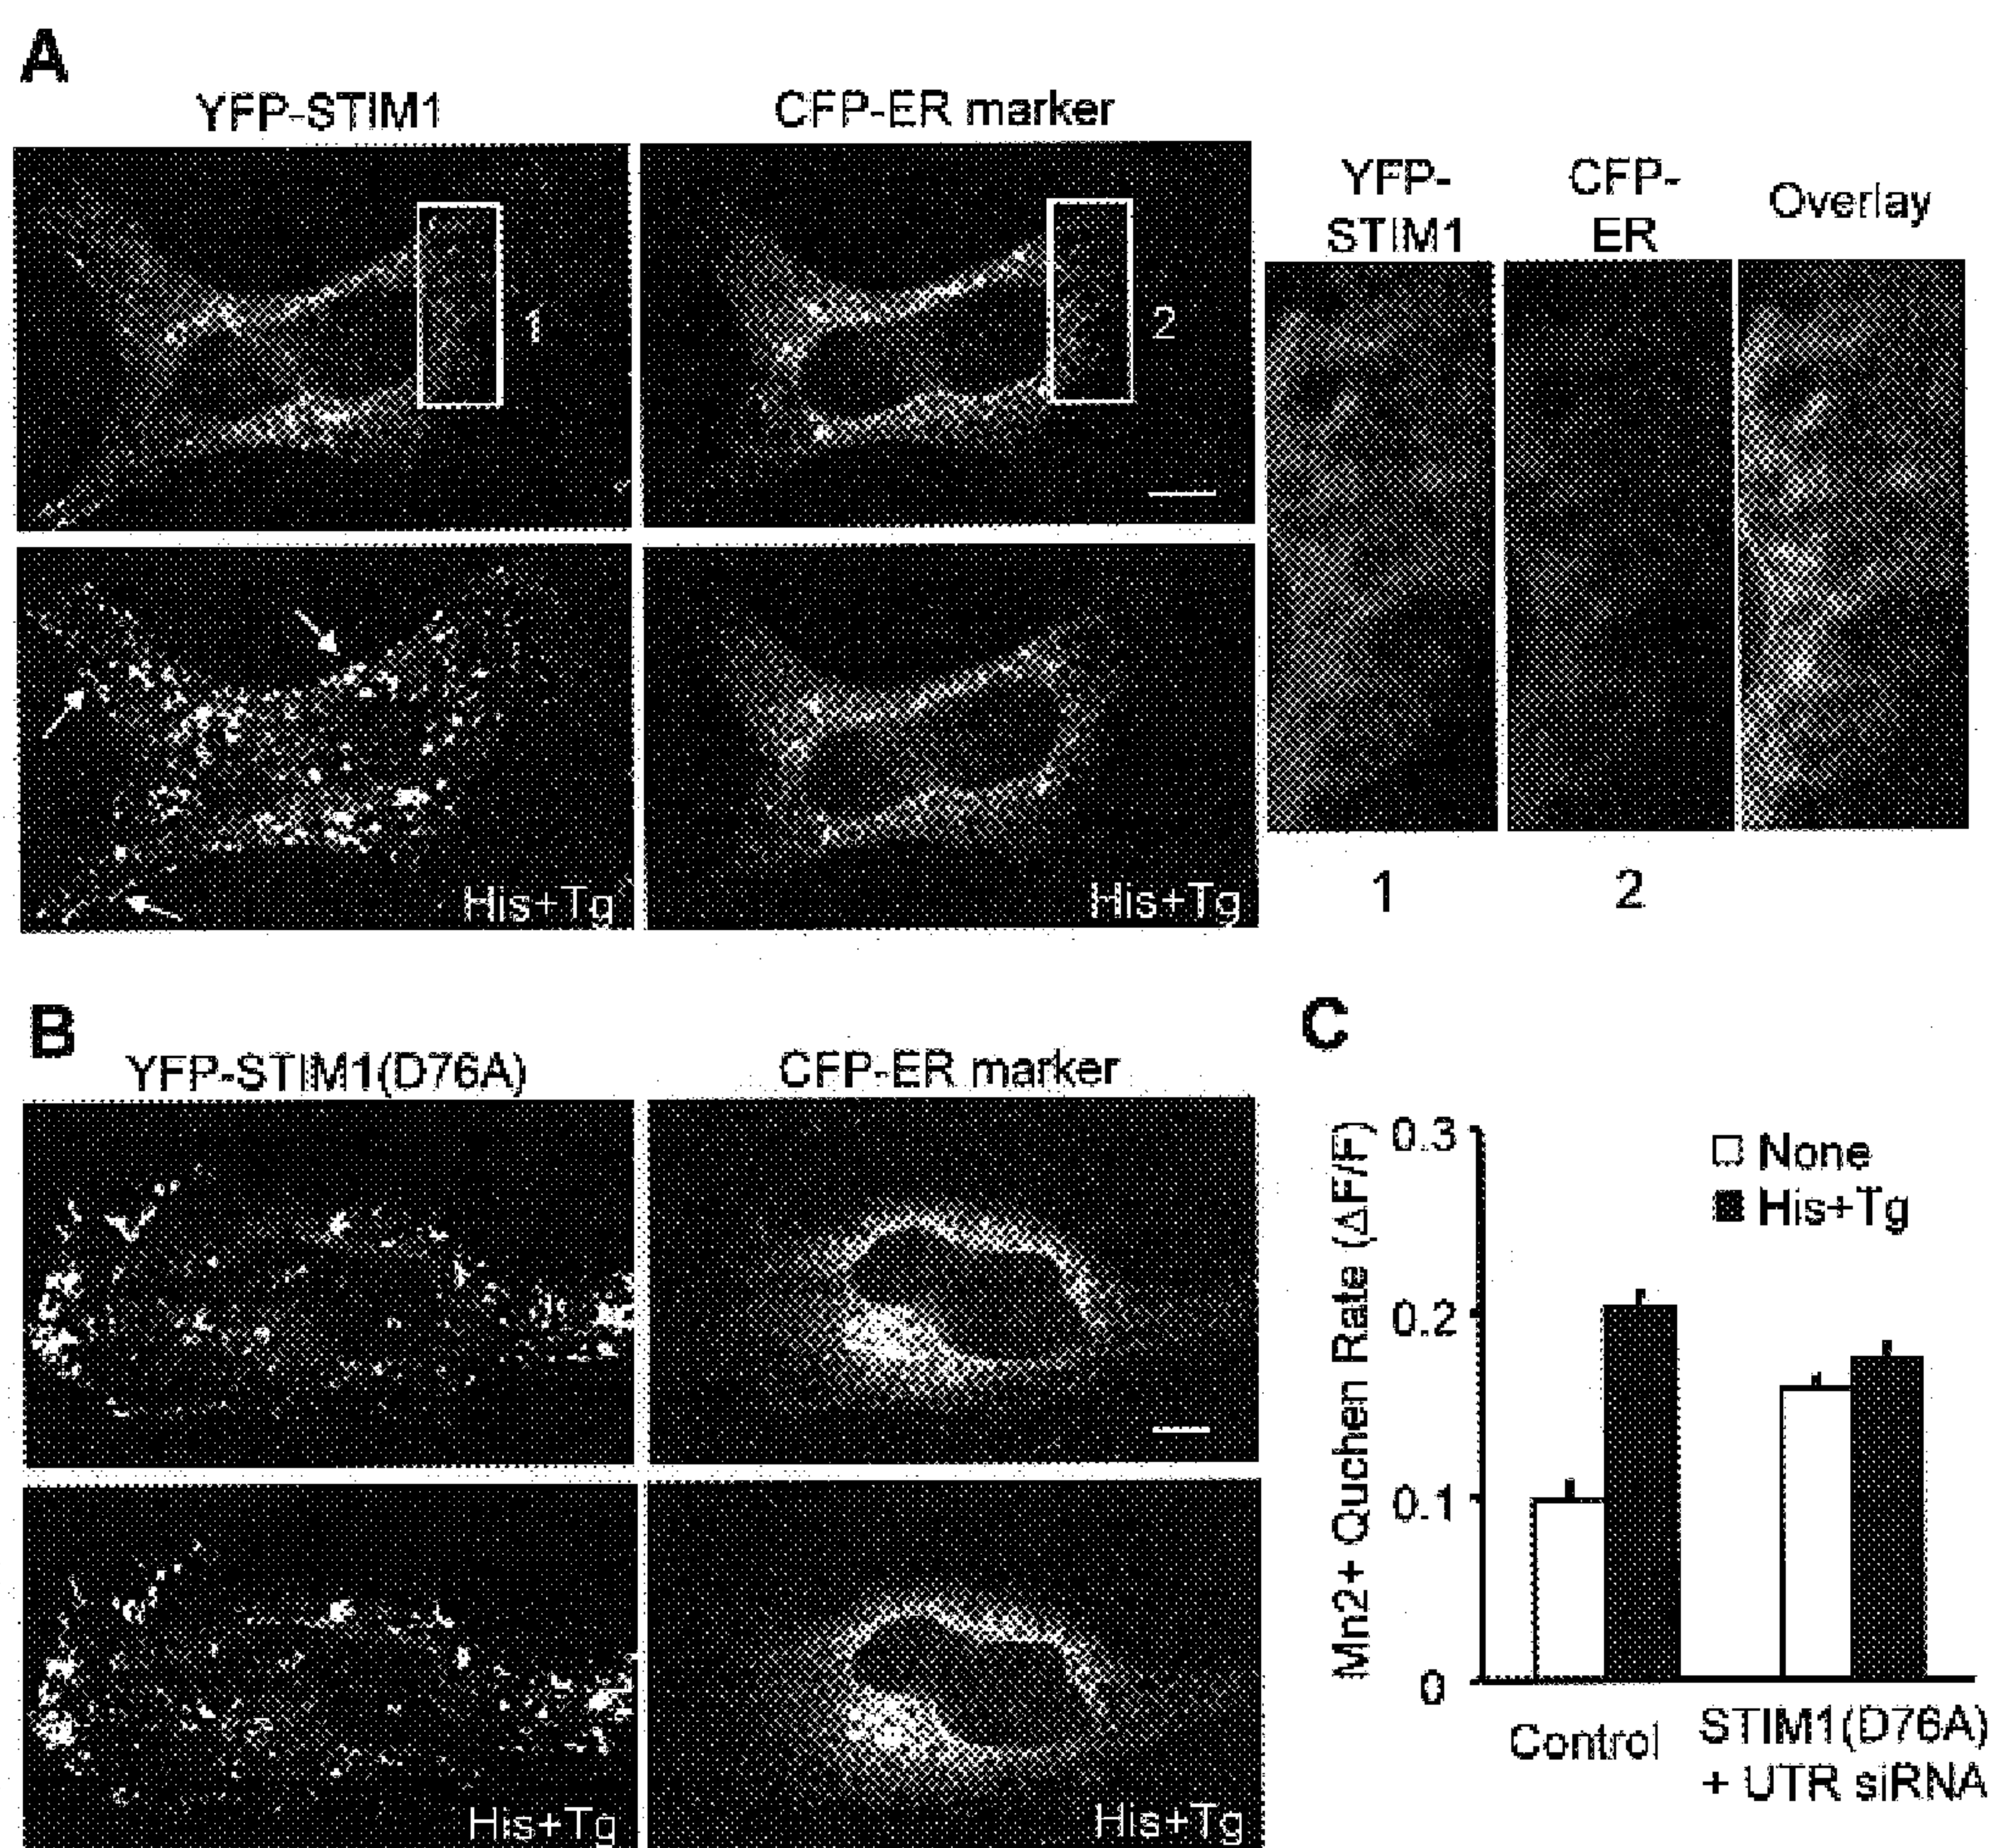 A
YFP-STIM1
CFP-ER marker
YFP-
STIM1
CFP-
ER
Overlay
1
2
His+Tg
His+Tg
1
2
B
YFP-STIM1(D76A)
CFP-ER marker
His+Tg
His+Tg
C
Mn2+ Quchen Rate (ΔF/F)
0.3
0.2
0.1
0
None
His+Tg
Control
STIM1(D76A)
+ UTR siRNA